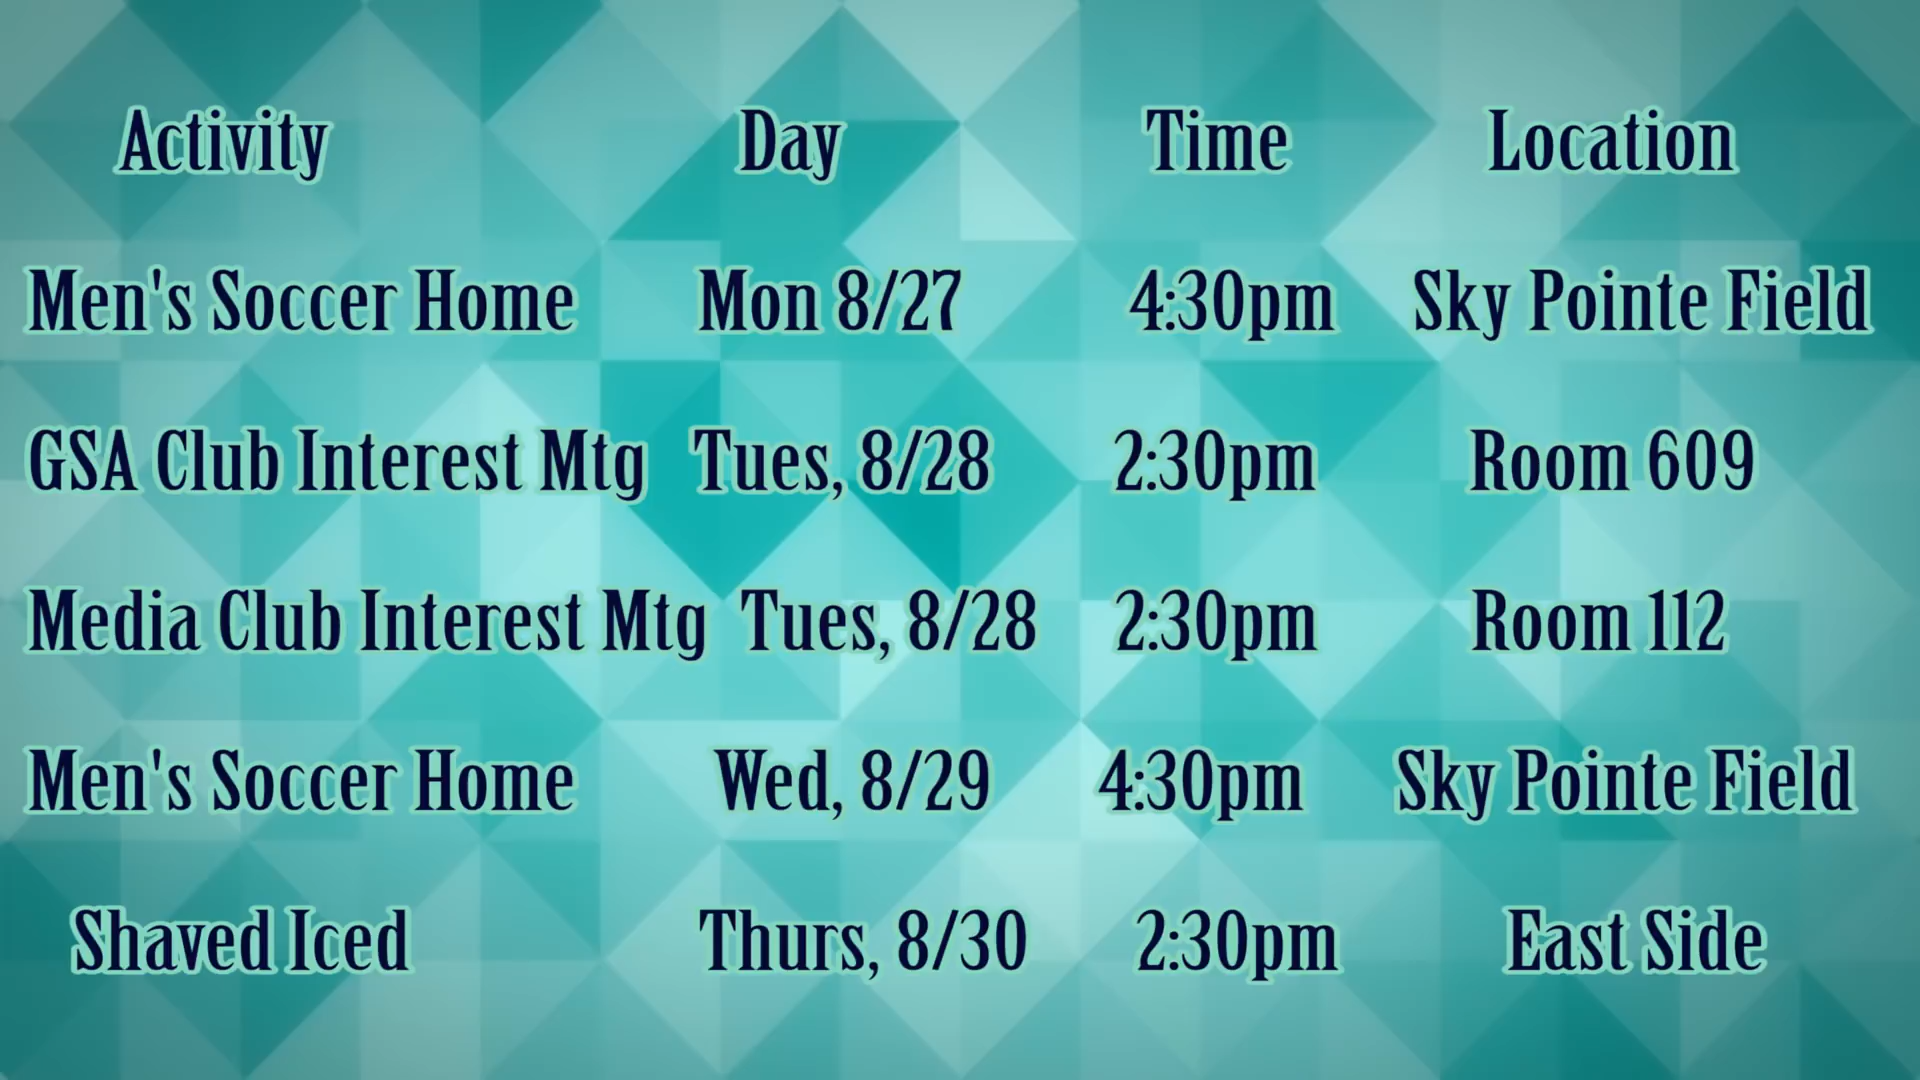 Activity Day Time Location
Men's Soccer Home Mon 8/27 4:30pm Sky Pointe Field
GSA Club Interest Mtg Tues, 8/28 2:30pm Room 609
Media Club Interest Mtg Tues, 8/28 2:30pm Room 112
Men's Soccer Home Wed, 8/29 4:30pm Sky Pointe Field
Shaved Iced Thurs, 8/30 2:30pm East Side